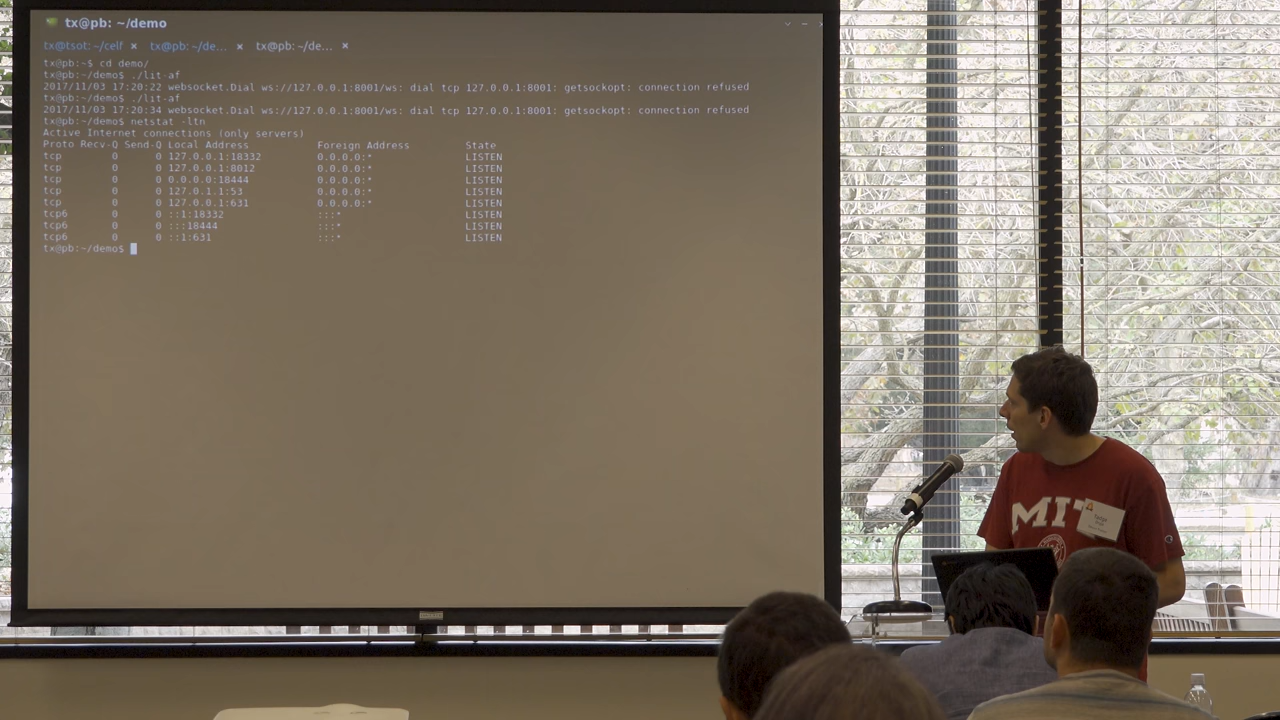 tx@pb: ~/demo
tx@tsot: ~/celf × tx@pb: ~/de... × tx@pb: ~/de... ×
tx@pb:~$ cd demo/
tx@pb:~/demo$ ./lit-af
2017/11/03 17:20:22 websocket.Dial ws://127.0.0.1:8001/ws: dial tcp 127.0.0.1:8001: getsockopt: connection refused
tx@pb:~/demo$ ./lit-af
2017/11/03 17:20:34 websocket.Dial ws://127.0.0.1:8001/ws: dial tcp 127.0.0.1:8001: getsockopt: connection refused
tx@pb:~/demo$ netstat -ltn
Active Internet connections (only servers)
Proto Recv-Q Send-Q Local Address Foreign Address State
tcp 0 0 127.0.0.1:18332 0.0.0.0:* LISTEN
tcp 0 0 127.0.0.1:8012 0.0.0.0:* LISTEN
tcp 0 0 0.0.0.0:18444 0.0.0.0:* LISTEN
tcp 0 0 127.0.1.1:53 0.0.0.0:* LISTEN
tcp 0 0 127.0.0.1:631 0.0.0.0:* LISTEN
tcp6 0 0 ::1:18332 :::* LISTEN
tcp6 0 0 :::18444 :::* LISTEN
tcp6 0 0 ::1:631 :::* LISTEN
tx@pb:~/demo$
MIT